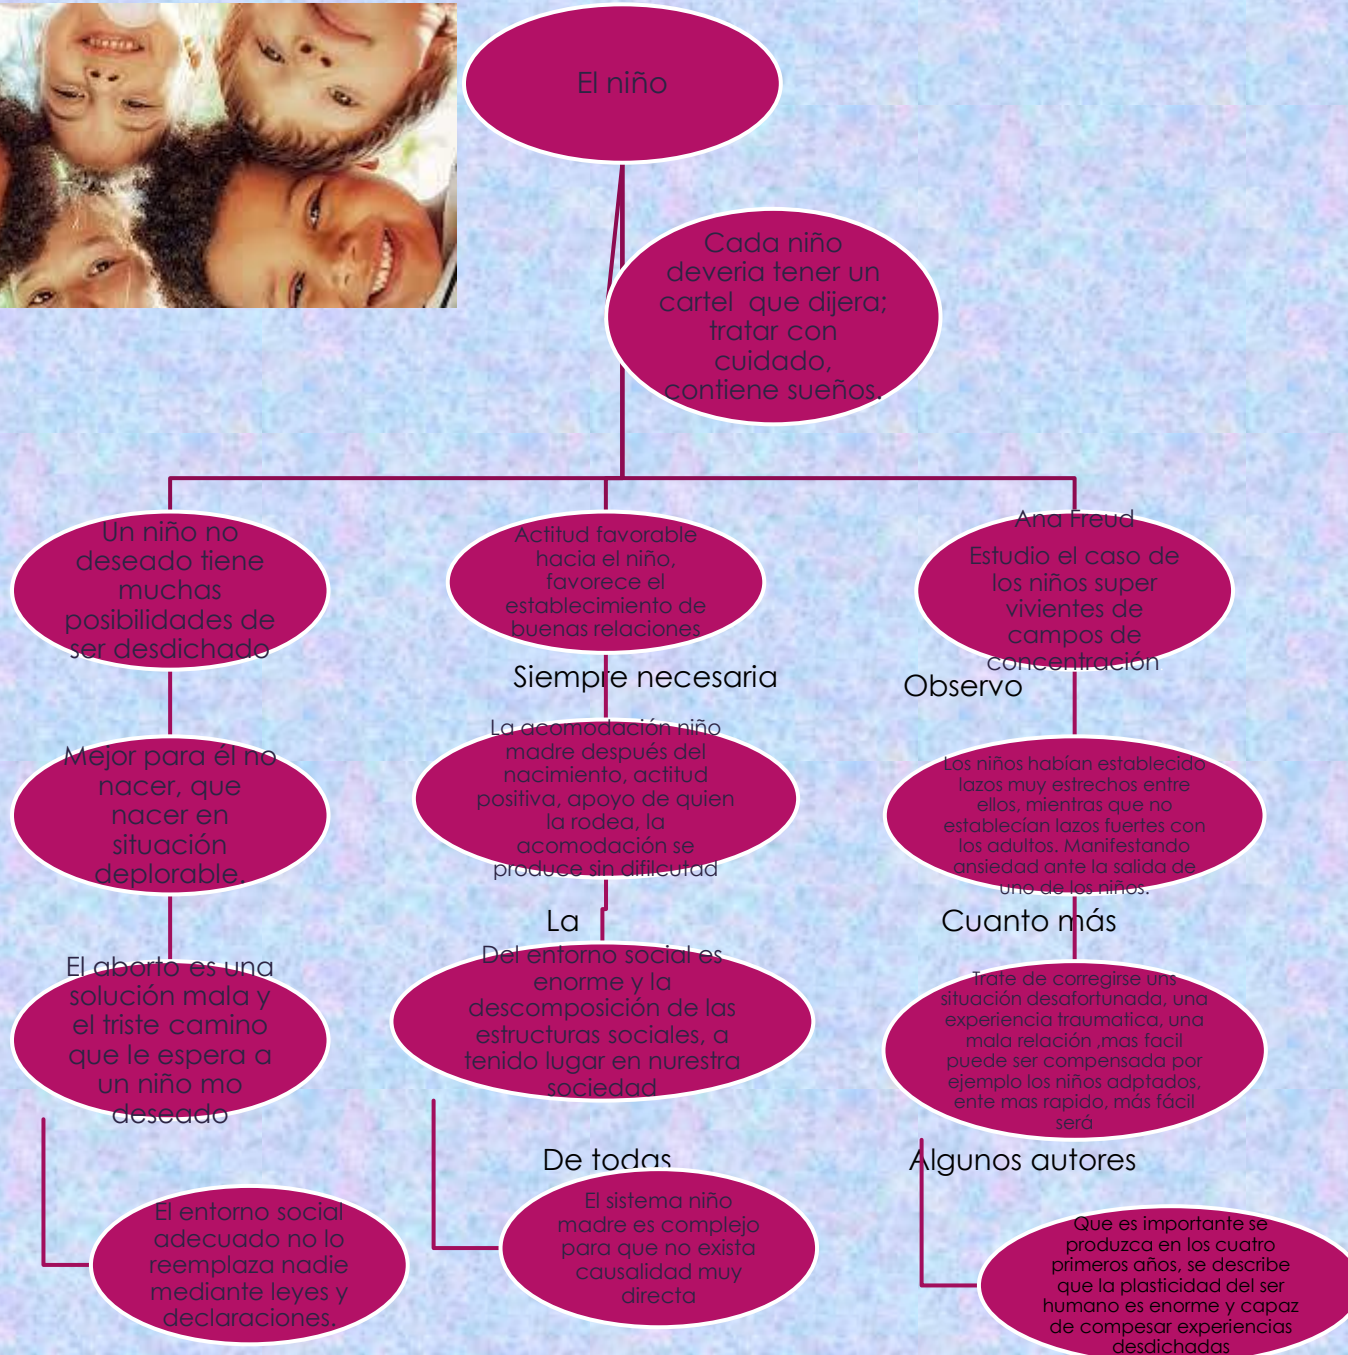 El niño
Cada niño
deveria tener un
cartel que dijera;
tratar con
cuidado,
contiene sueños.
Un niño no
deseado tiene
muchas
posibilidades de
ser desdichado
Mejor para él no
nacer, que
nacer en
situación
deplorable.
El aborto es una
solución mala y
el triste camino
que le espera a
un niño mo
deseado
El entorno social
adecuado no lo
reemplaza nadie
mediante leyes y
declaraciones.
Actitud favorable
hacia el niño,
favorece el
establecimiento de
buenas relaciones
Siempre necesaria
La acomodación niño
madre después del
nacimiento, actitud
positiva, apoyo de quien
la rodea, la
acomodación se
produce sin difilcutad
La
Del entorno social es
enorme y la
descomposición de las
estructuras sociales, a
tenido lugar en nurestra
sociedad
De todas
El sistema niño
madre es complejo
para que no exista
causalidad muy
directa
Ana Freud
Estudio el caso de
los niños super
vivientes de
campos de
concentración
Observo
Los niños habían establecido
lazos muy estrechos entre
ellos, mientras que no
establecían lazos fuertes con
los adultos. Manifestando
ansiedad ante la salida de
uno de los niños.
Cuanto más
Trate de corregirse uns
situación desafortunada, una
experiencia traumatica, una
mala relación ,mas facil
puede ser compensada por
ejemplo los niños adptados,
ente mas rapido, más fácil
será
Algunos autores
Que es importante se
produzca en los cuatro
primeros años, se describe
que la plasticidad del ser
humano es enorme y capaz
de compesar experiencias
desdichadas